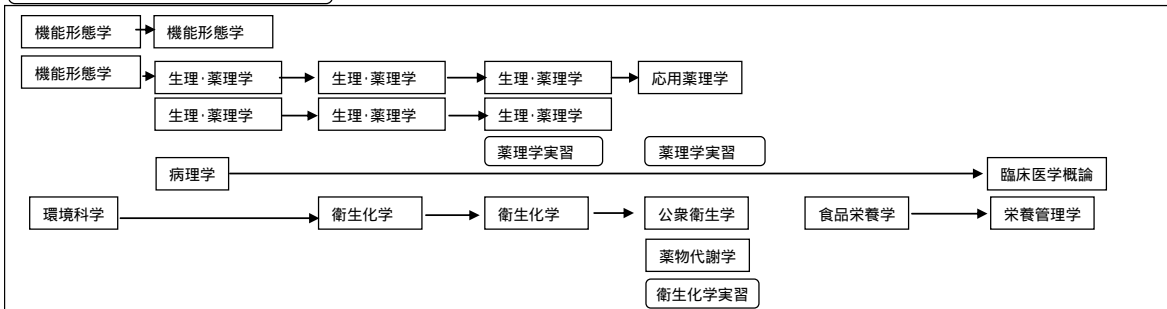 機能形態学 機能形態学
機能形態学 生理･薬理学 生理･薬理学 生理･薬理学 応用薬理学
生理･薬理学 生理･薬理学 生理･薬理学
薬理学実習 薬理学実習
病理学 臨床医学概論
環境科学 衛生化学 衛生化学 公衆衛生学 食品栄養学 栄養管理学
薬物代謝学
衛生化学実習